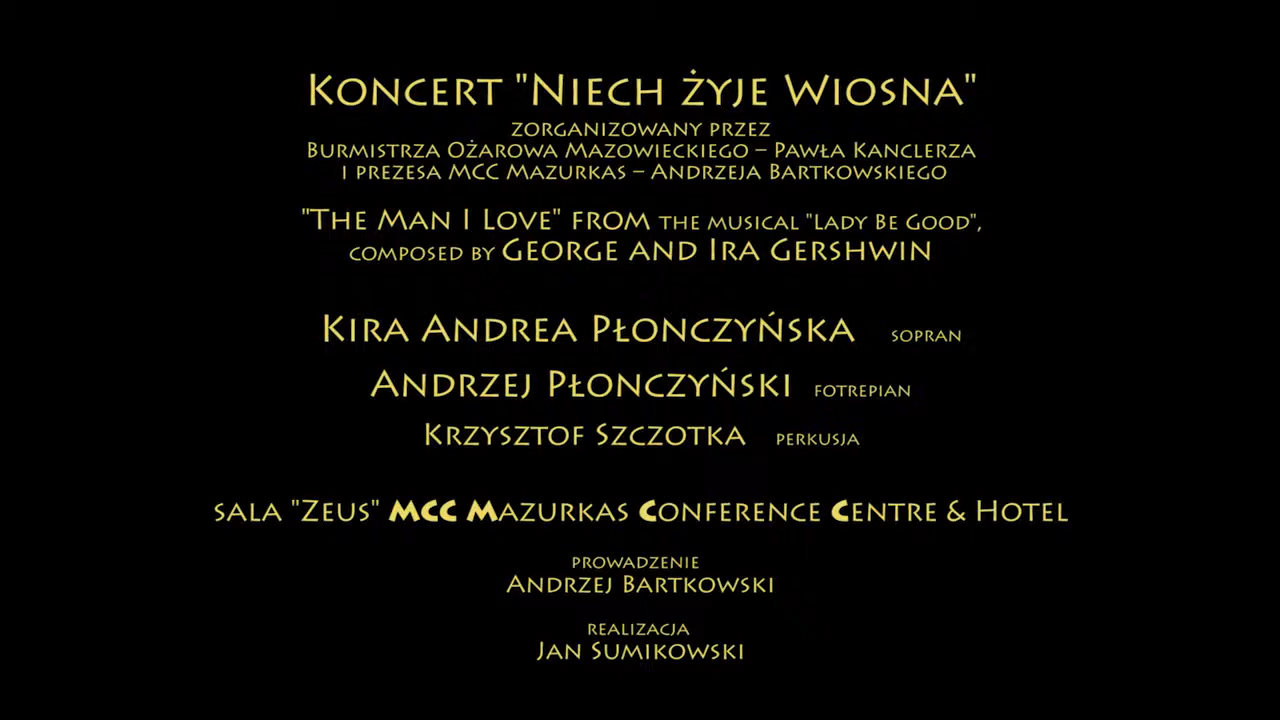 Koncert "Niech żyje Wiosna"
zorganizowany przez
Burmistrza Ożarowa Mazowieckiego – Pawła Kanclerza
i prezesa MCC Mazurkas – Andrzeja Bartkowskiego
"The Man I Love" from the musical "Lady Be Good",
composed by George and Ira Gershwin
Kira Andrea Płonczyńska sopran
Andrzej Płonczyński fotrepian
Krzysztof Szczotka perkusja
sala "Zeus" MCC Mazurkas Conference Centre & Hotel
prowadzenie
Andrzej Bartkowski
realizacja
Jan Sumikowski